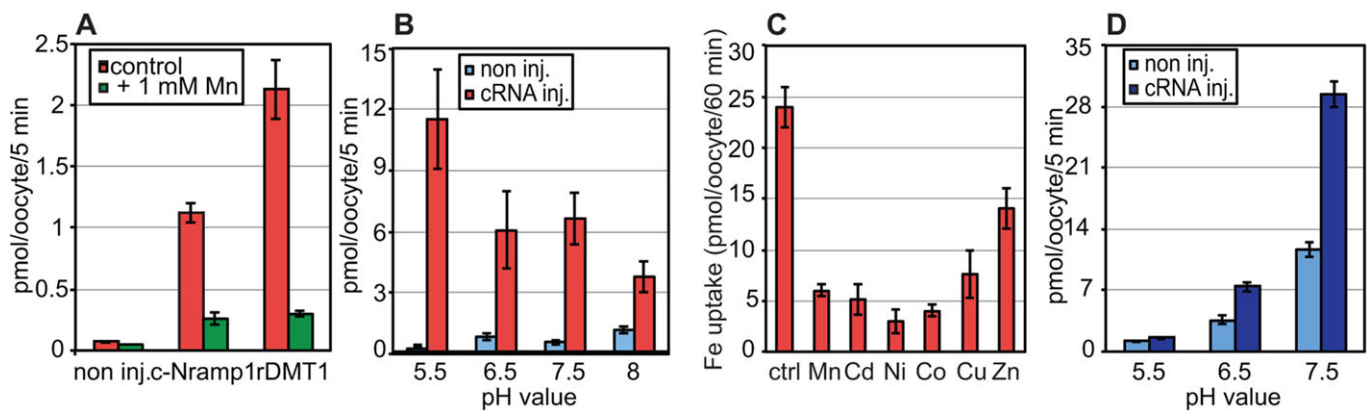 A
pmol/oocyte/5 min
2.5
2
1.5
1
0.5
0
control
+ 1 mM Mn
non inj.c-Nramp1rDMT1
B
pmol/oocyte/5 min
15
12
9
6
3
0
non inj.
cRNA inj.
5.5 6.5 7.5 8
pH value
C
Fe uptake (pmol/oocyte/60 min)
30
25
20
15
10
5
0
ctrl Mn Cd Ni Co Cu Zn
D
pmol/oocyte/5 min
35
28
21
14
7
0
non inj.
cRNA inj.
5.5 6.5 7.5
pH value